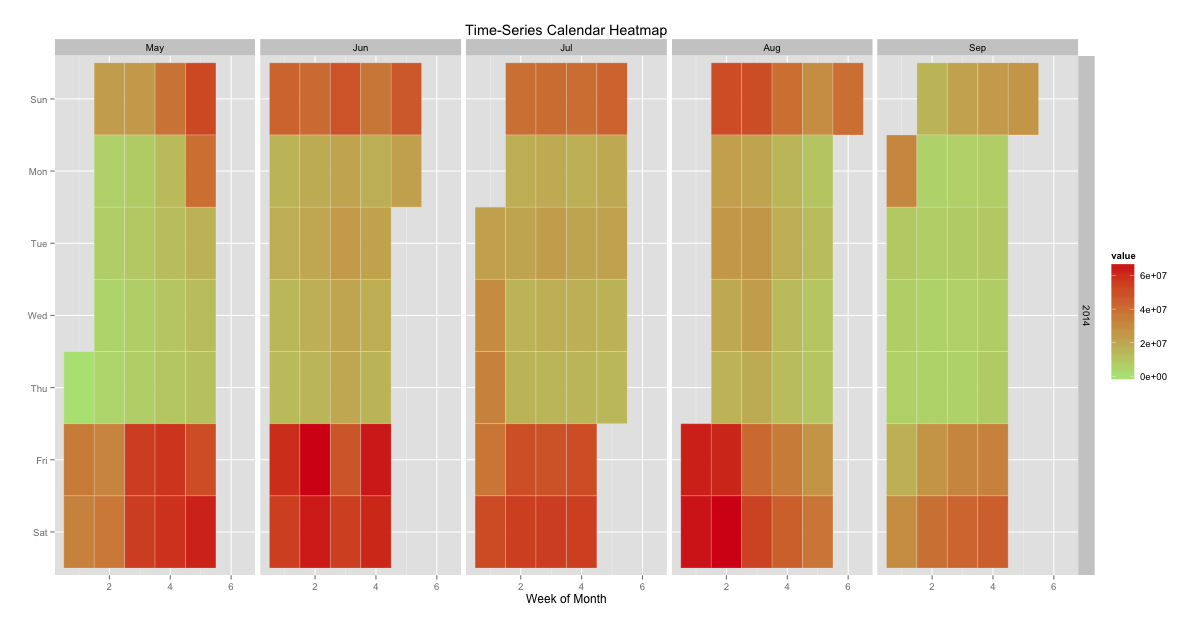 Time-Series Calendar Heatmap
May Jun Jul Aug Sep
Sun
Mon
Tue
Wed
Thu
Fri
Sat
2014
value
6e+07
4e+07
2e+07
0e+00
2 4 6 2 4 6 2 4 6 2 4 6 2 4 6
Week of Month